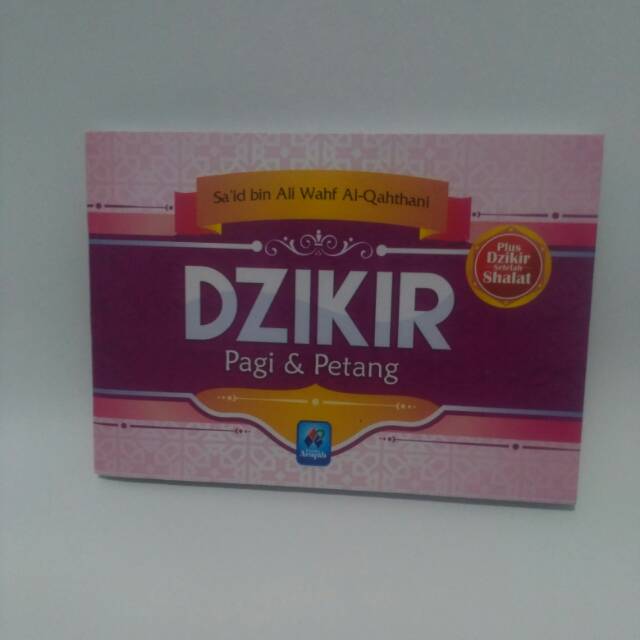 Sa'id bin Ali Wahf Al-Qahthani
Plus
Dzikir
Setelah
Shalat
DZIKIR
Pagi & Petang